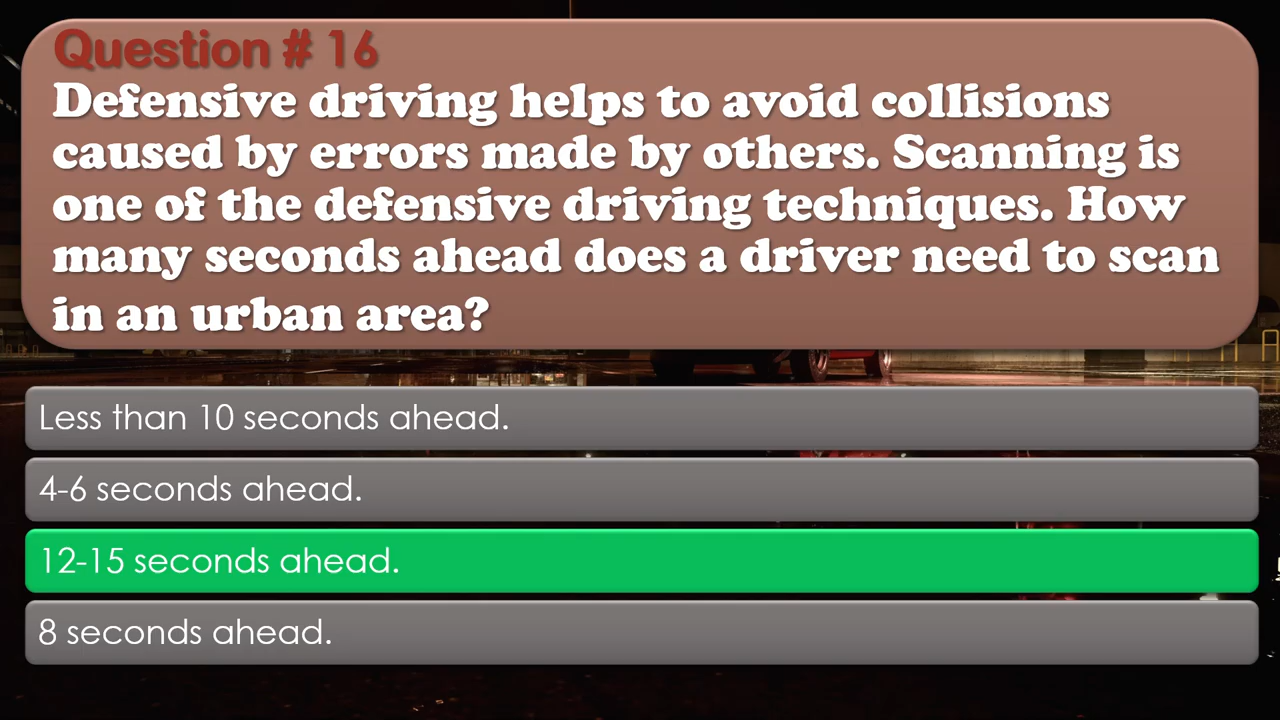 Question # 16
Defensive driving helps to avoid collisions
caused by errors made by others. Scanning is
one of the defensive driving techniques. How
many seconds ahead does a driver need to scan
in an urban area?
Less than 10 seconds ahead.
4-6 seconds ahead.
12-15 seconds ahead.
8 seconds ahead.